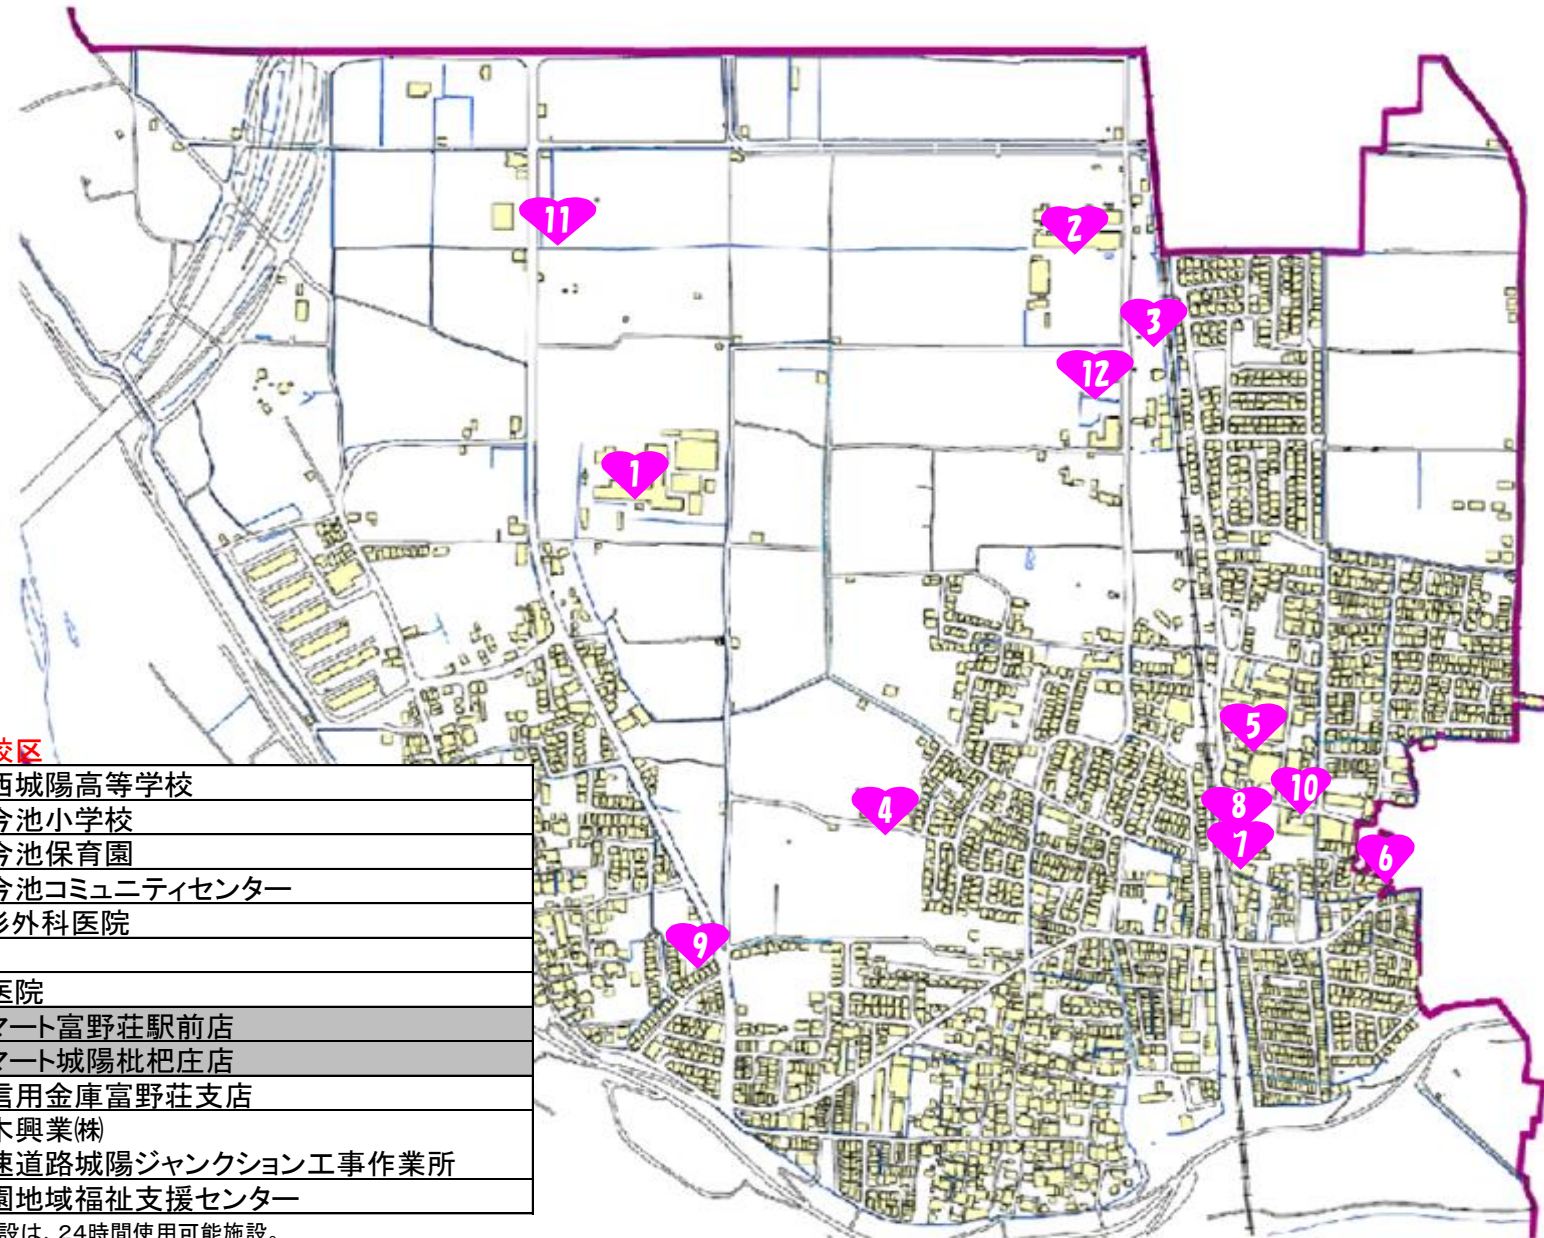 11
2
3
12
1
5
10
4
8
7
6
9
校区
西城陽高等学校
今池小学校
今池保育園
今池コミュニティセンター
外科医院
医院
マート富野荘駅前店
マート城陽枇杷庄店
信用金庫富野荘支店
木興業㈱
速道路城陽ジャンクション工事作業所
園地域福祉支援センター
設は、24時間使用可能施設。